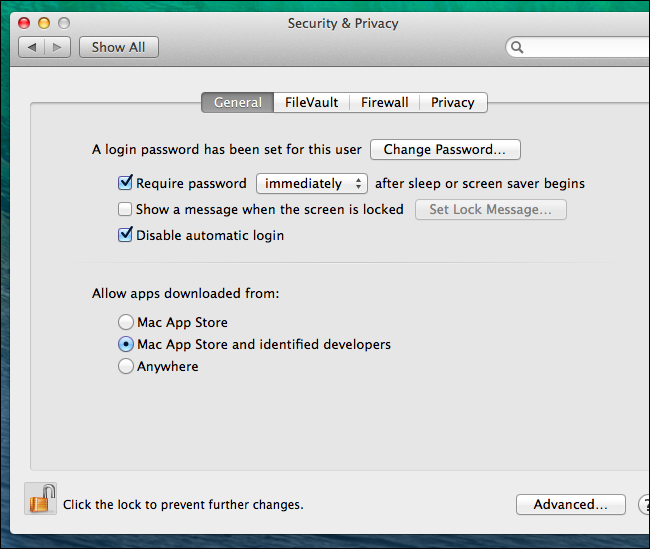 Security & Privacy
Show All
General FileVault Firewall Privacy
A login password has been set for this user Change Password...
Require password immediately after sleep or screen saver begins
Show a message when the screen is locked Set Lock Message...
Disable automatic login
Allow apps downloaded from:
Mac App Store
Mac App Store and identified developers
Anywhere
Click the lock to prevent further changes. Advanced... ?